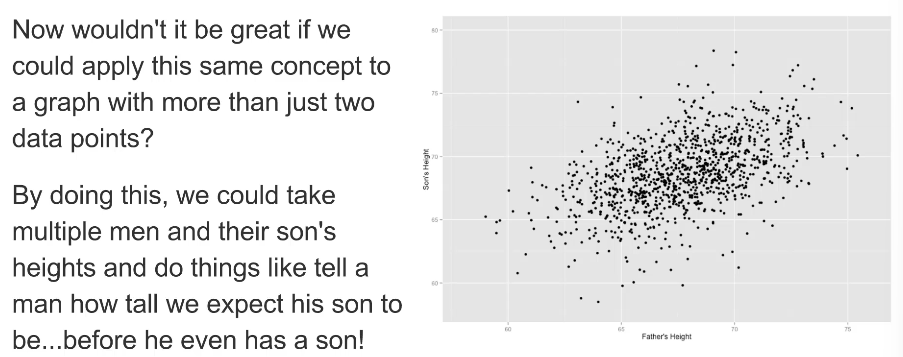 Now wouldn't it be great if we
could apply this same concept to
a graph with more than just two
data points?
By doing this, we could take
multiple men and their son's
heights and do things like tell a
man how tall we expect his son to
be...before he even has a son!
80
75
70
65
60
Son's Height
60 65 70 75
Father's Height